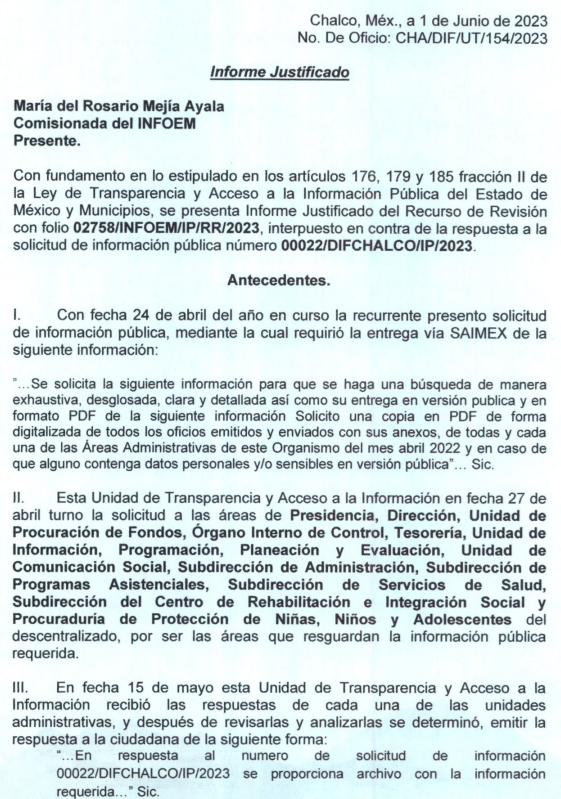 Chalco, Méx., a 1 de Junio de 2023
No. De Oficio: CHA/DIF/UT/154/2023
Informe Justificado
María del Rosario Mejía Ayala
Comisionada del INFOEM
Presente.
Con fundamento en lo estipulado en los artículos 176, 179 y 185 fracción II de
la Ley de Transparencia y Acceso a la Información Pública del Estado de
México y Municipios, se presenta Informe Justificado del Recurso de Revisión
con folio 02758/INFOEM/IP/RR/2023, interpuesto en contra de la respuesta a la
solicitud de información pública número 00022/DIFCHALCO/IP/2023.
Antecedentes.
I. Con fecha 24 de abril del año en curso la recurrente presento solicitud
de información pública, mediante la cual requirió la entrega vía SAIMEX de la
siguiente información:
"…Se solicita la siguiente información para que se haga una búsqueda de manera
exhaustiva, desglosada, clara y detallada así como su entrega en versión publica y en
formato PDF de la siguiente información Solicito una copia en PDF de forma
digitalizada de todos los oficios emitidos y enviados con sus anexos, de todas y cada
una de las Áreas Administrativas de este Organismo del mes abril 2022 y en caso de
que alguno contenga datos personales y/o sensibles en versión pública"… Sic.
II. Esta Unidad de Transparencia y Acceso a la Información en fecha 27 de
abril turno la solicitud a las áreas de Presidencia, Dirección, Unidad de
Procuración de Fondos, Órgano Interno de Control, Tesorería, Unidad de
Información, Programación, Planeación y Evaluación, Unidad de
Comunicación Social, Subdirección de Administración, Subdirección de
Programas Asistenciales, Subdirección de Servicios de Salud,
Subdirección del Centro de Rehabilitación e Integración Social y
Procuraduría de Protección de Niñas, Niños y Adolescentes del
descentralizado, por ser las áreas que resguardan la información pública
requerida.
III. En fecha 15 de mayo esta Unidad de Transparencia y Acceso a la
Información recibió las respuestas de cada una de las unidades
administrativas, y después de revisarlas y analizarlas se determinó, emitir la
respuesta a la ciudadana de la siguiente forma:
"…En respuesta al numero de solicitud de información
00022/DIFCHALCO/IP/2023 se proporciona archivo con la información
requerida…" Sic.